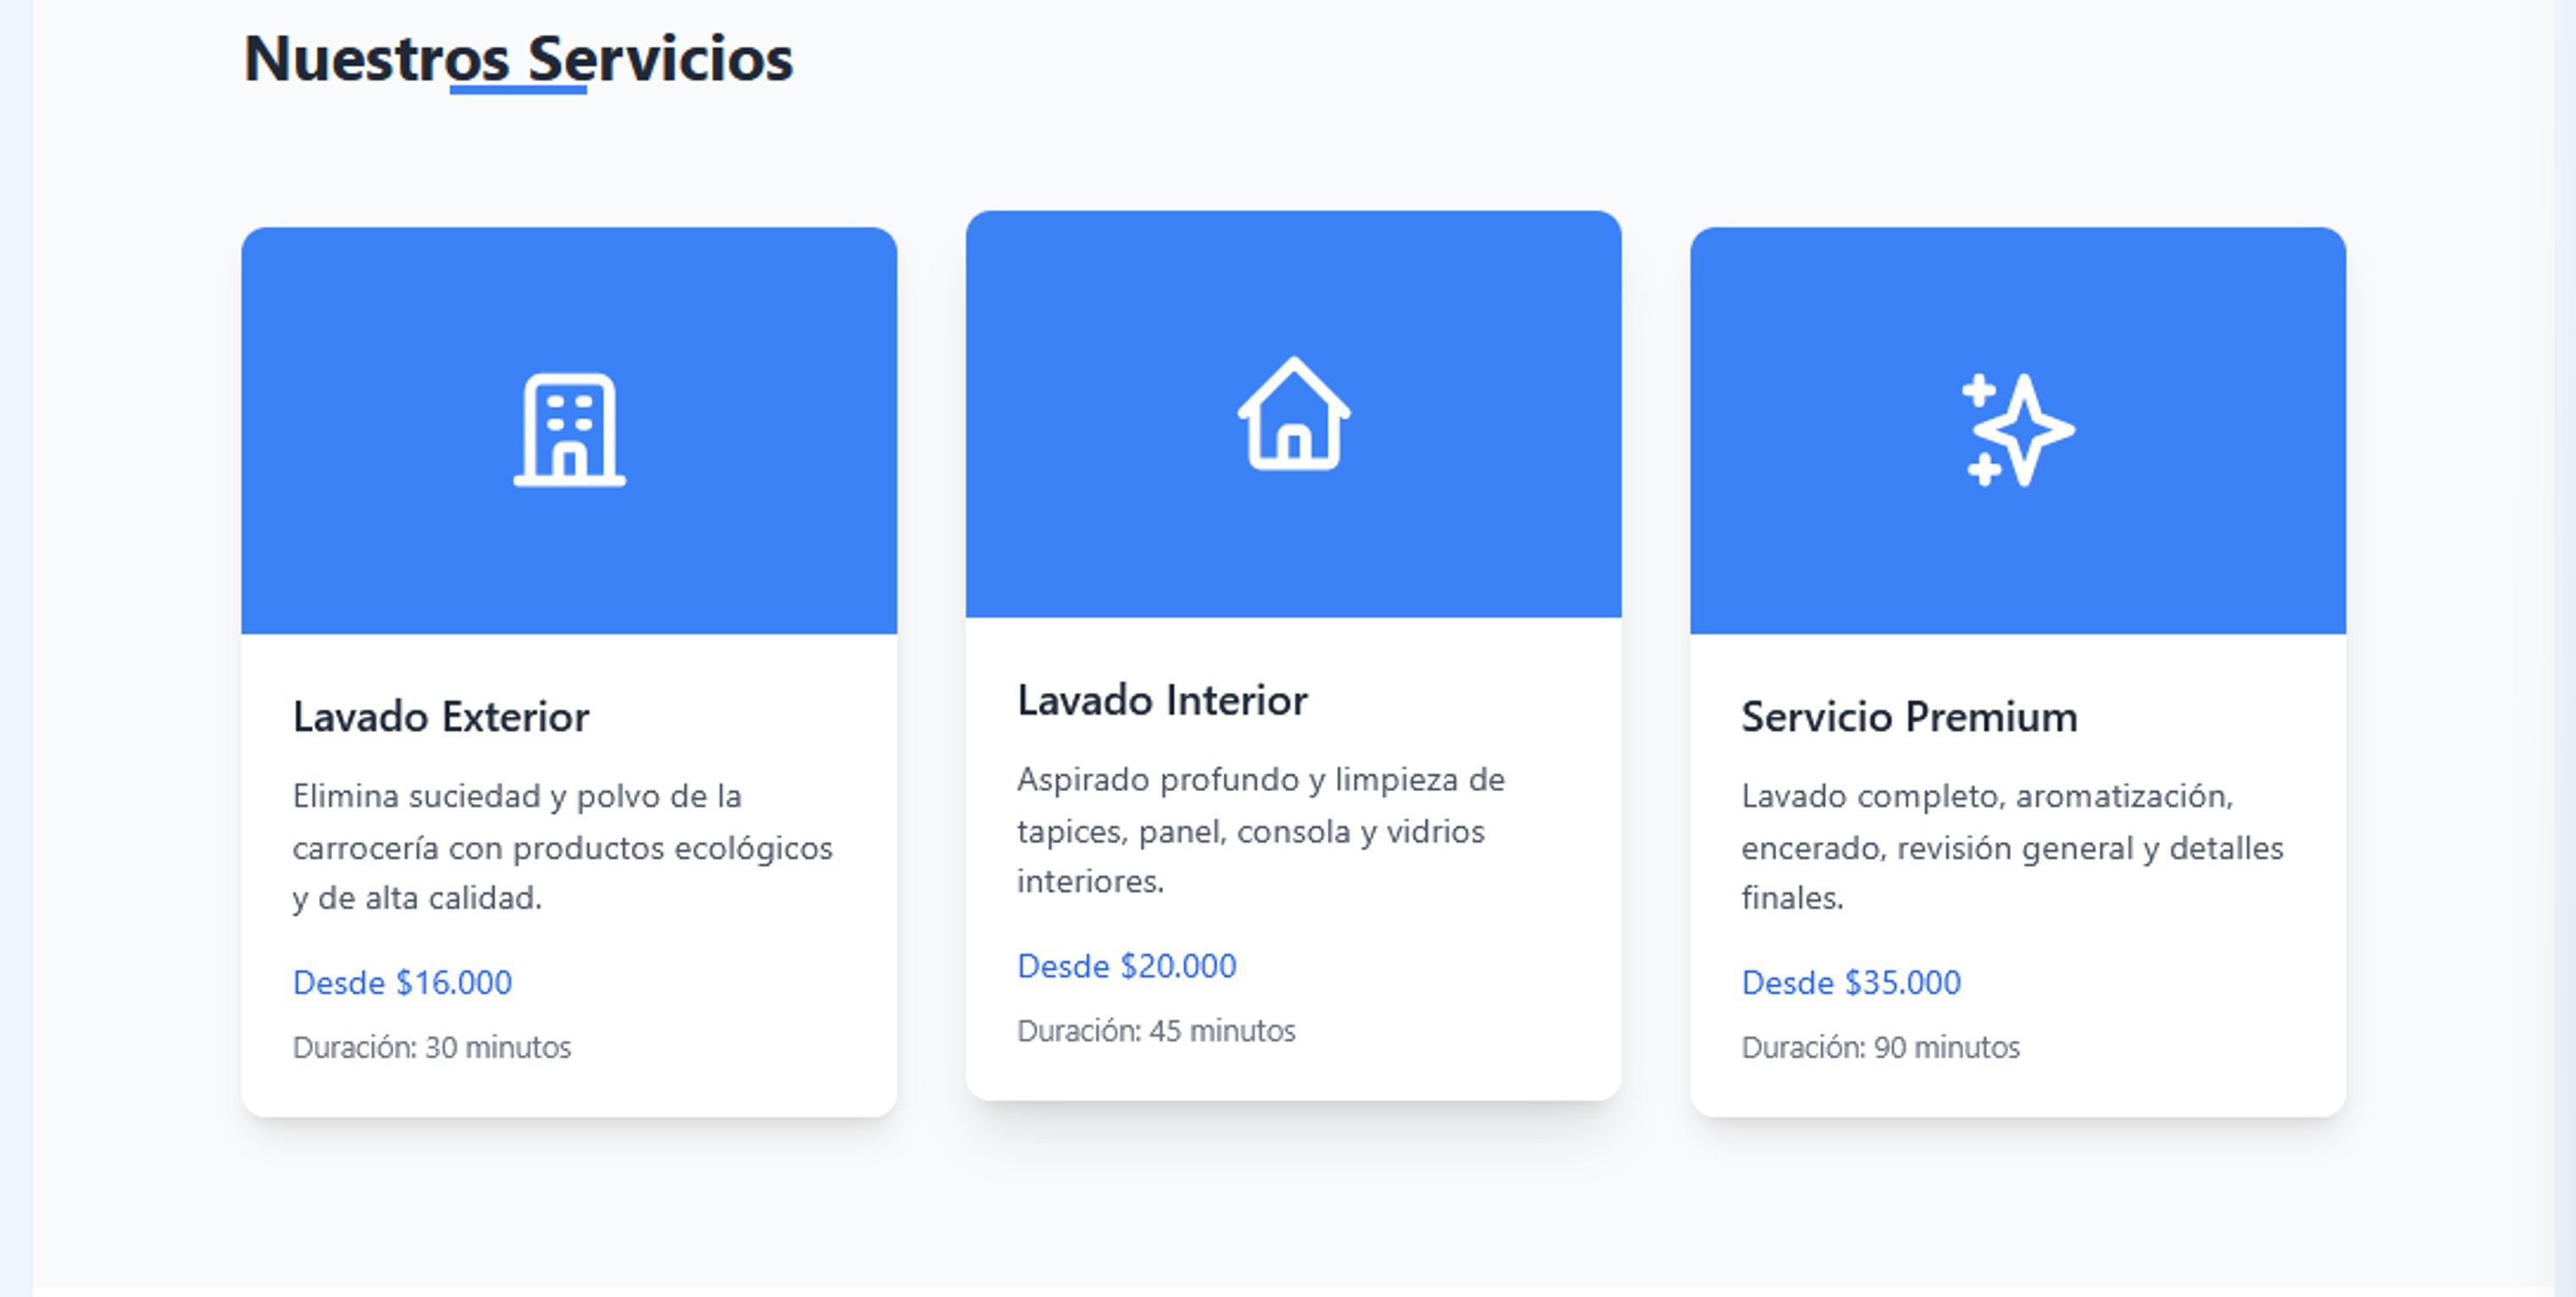 Nuestros Servicios
Lavado Exterior
Elimina suciedad y polvo de la
carrocería con productos ecológicos
y de alta calidad.
Desde $16.000
Duración: 30 minutos
Lavado Interior
Aspirado profundo y limpieza de
tapices, panel, consola y vidrios
interiores.
Desde $20.000
Duración: 45 minutos
Servicio Premium
Lavado completo, aromatización,
encerado, revisión general y detalles
finales.
Desde $35.000
Duración: 90 minutos